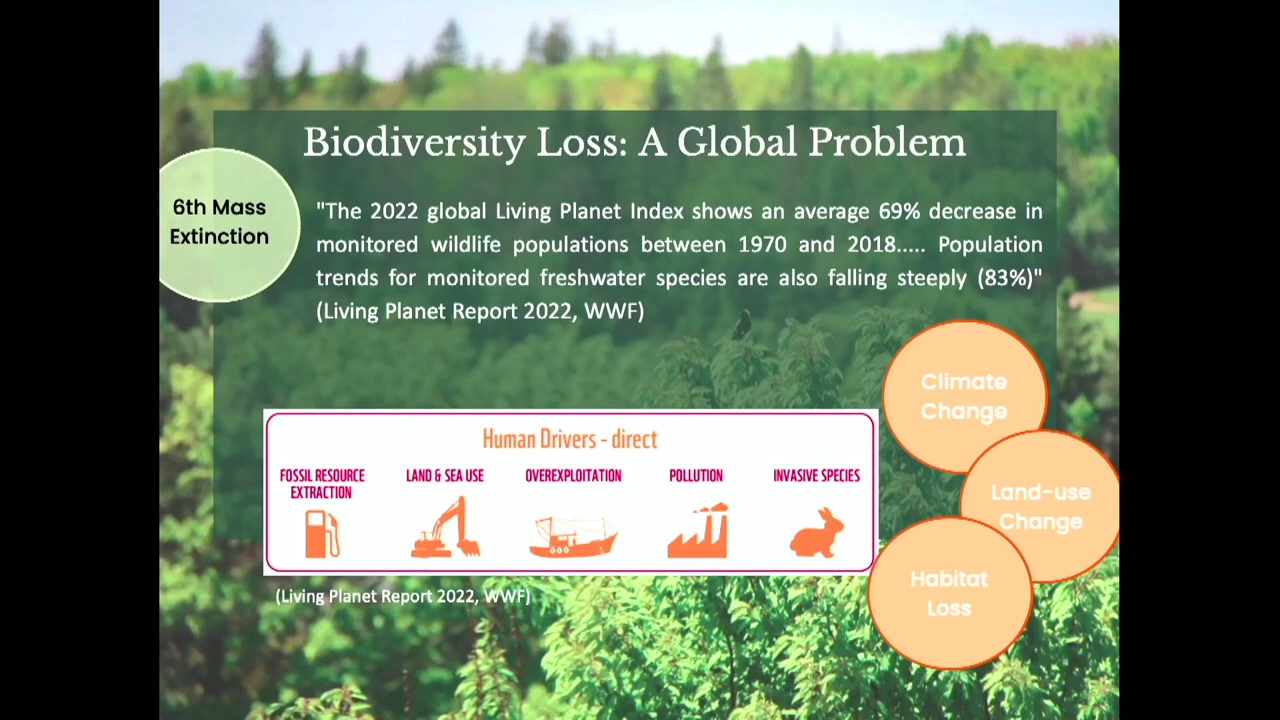 Biodiversity Loss: A Global Problem
6th Mass
Extinction
"The 2022 global Living Planet Index shows an average 69% decrease in
monitored wildlife populations between 1970 and 2018..... Population
trends for monitored freshwater species are also falling steeply (83%)"
(Living Planet Report 2022, WWF)
Climate
Change
Land-use
Change
Habitat
Loss
Human Drivers - direct
FOSSIL RESOURCE
EXTRACTION
LAND & SEA USE
OVEREXPLOITATION
POLLUTION
INVASIVE SPECIES
(Living Planet Report 2022, WWF)